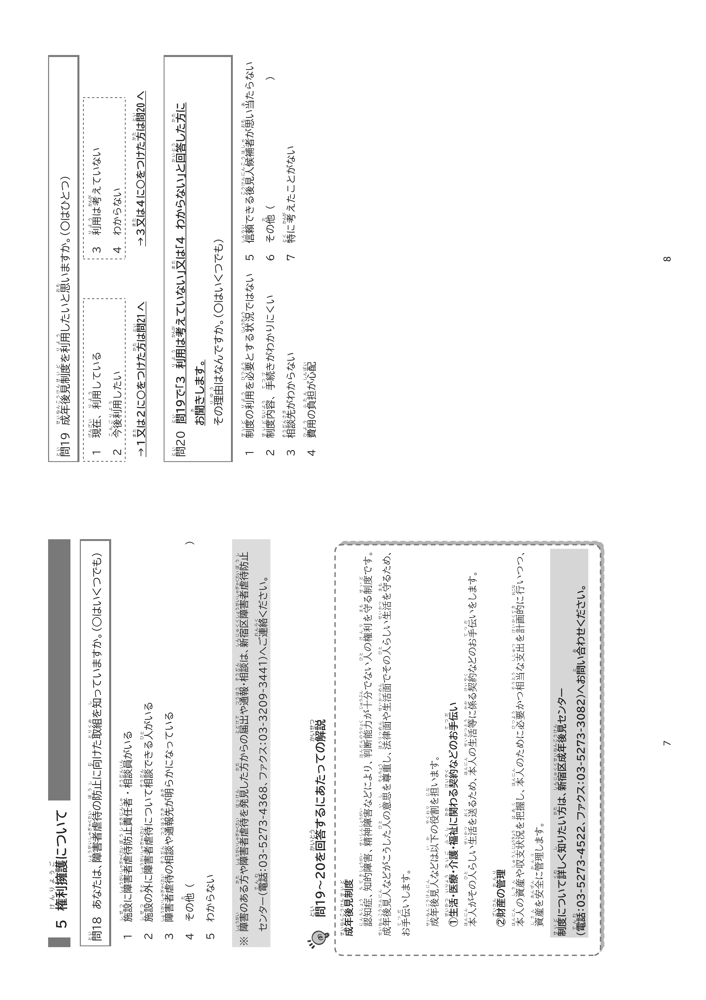 5 権利擁護について
問18 あなたは、障害者虐待の防止に向けた取組を知っていますか。(〇はいくつでも)
1 施設に障害者虐待防止責任者・相談員がいる
2 施設の外に障害者虐待について相談できる人がいる
3 障害者虐待の相談や通報先が明らかになっている
4 その他( )
5 わからない
※ 障害のある方や障害者虐待を発見した方からの届出や通報・相談は、新宿区障害者虐待防止
センター(電話:03-5273-4368、ファクス:03-3209-3441)へご連絡ください。
問19~20を回答するにあたっての解説
成年後見制度
認知症、知的障害、精神障害などにより、判断能力が十分でない人の権利を守る制度です。
成年後見人などがこうした人の意思を尊重し、法律面や生活面でその人らしい生活を守るため、
お手伝いします。
成年後見人などは以下の役割を担います。
①生活・医療・介護・福祉に関わる契約などのお手伝い
本人がその人らしい生活を送るため、本人の生活等に係る契約などのお手伝いをします。
②財産の管理
本人の資産や収支状況を把握し、本人のために必要かつ相当な支出を計画的に行いつつ、
資産を安全に管理します。
制度について詳しく知りたい方は、新宿区成年後見センター
(電話:03-5273-4522、ファクス:03-5273-3082)へお問い合わせください。
7
問19 成年後見制度を利用したいと思いますか。(〇はひとつ)
1 現在、利用している
2 今後利用したい
→1又は2に〇をつけた方は問21へ
3 利用は考えていない
4 わからない
→3又は4に〇をつけた方は問20へ
問20 問19で「3 利用は考えていない」又は「4 わからない」と回答した方に
お聞きします。
その理由はなんですか。(〇はいくつでも)
1 制度の利用を必要とする状況ではない
2 制度内容、手続きがわかりにくい
3 相談先がわからない
4 費用の負担が心配
5 信頼できる後見人候補者が思い当たらない
6 その他( )
7 特に考えたことがない
8